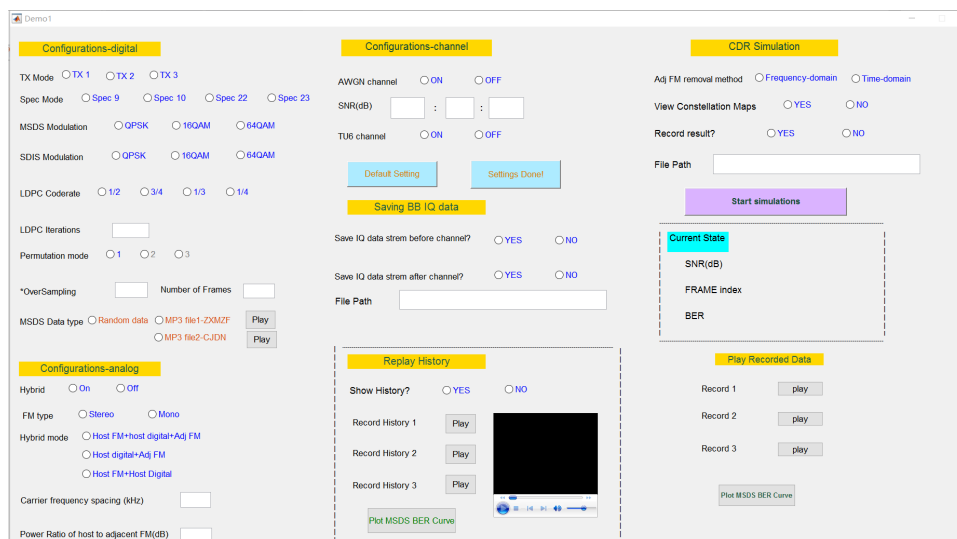 Demo1
Configurations-digital
TX Mode TX 1 TX 2 TX 3
Spec Mode Spec 9 Spec 10 Spec 22 Spec 23
MSDS Modulation QPSK 16QAM 64QAM
SDIS Modulation QPSK 16QAM 64QAM
LDPC Coderate 1/2 3/4 1/3 1/4
LDPC Iterations
Permutation mode 1 2 3
*OverSampling Number of Frames
MSDS Data type Random data MP3 file1-ZXMZF Play
MP3 file2-CJDN Play
Configurations-analog
Hybrid On Off
FM type Stereo Mono
Hybrid mode Host FM+host digital+Adj FM
Host digital+Adj FM
Host FM+Host Digital
Carrier frequency spacing (kHz)
Power Ratio of host to adjacent FM(dB)
Configurations-channel
AWGN channel ON OFF
SNR(dB) : :
TU6 channel ON OFF
Default Setting Settings Done!
Saving BB IQ data
Save IQ data strem before channel? YES NO
Save IQ data strem after channel? YES NO
File Path
Replay History
Show History? YES NO
Record History 1 Play
Record History 2 Play
Record History 3 Play
Plot MSDS BER Curve
CDR Simulation
Adj FM removal method Frequency-domain Time-domain
View Constellation Maps YES NO
Record result? YES NO
File Path
Start simulations
Current State
SNR(dB)
FRAME index
BER
Play Recorded Data
Record 1 play
Record 2 play
Record 3 play
Plot MSDS BER Curve